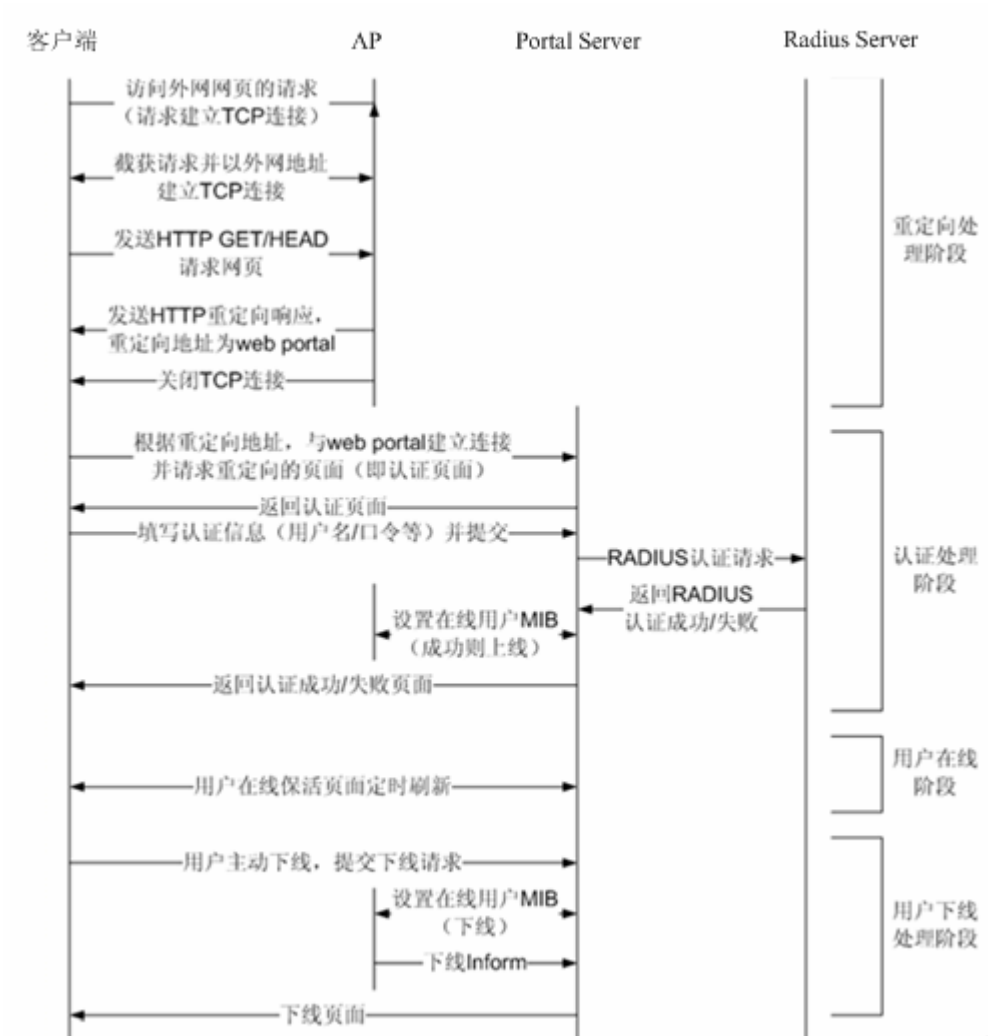 客户端 AP Portal Server Radius Server
访问外网网页的请求
（请求建立TCP连接）
截获请求并以外网地址
建立TCP连接
发送HTTP GET/HEAD
请求网页
重定向处
理阶段
发送HTTP重定向响应，
重定向地址为web portal
关闭TCP连接
根据重定向地址，与web portal建立连接
并请求重定向的页面（即认证页面）
返回认证页面
填写认证信息（用户名/口令等）并提交
RADIUS认证请求
认证处理
阶段
返回RADIUS
认证成功/失败
设置在线用户MIB
（成功则上线）
返回认证成功/失败页面
用户在线
阶段
用户在线保活页面定时刷新
用户主动下线，提交下线请求
设置在线用户MIB
（下线）
用户下线
处理阶段
下线Inform
下线页面